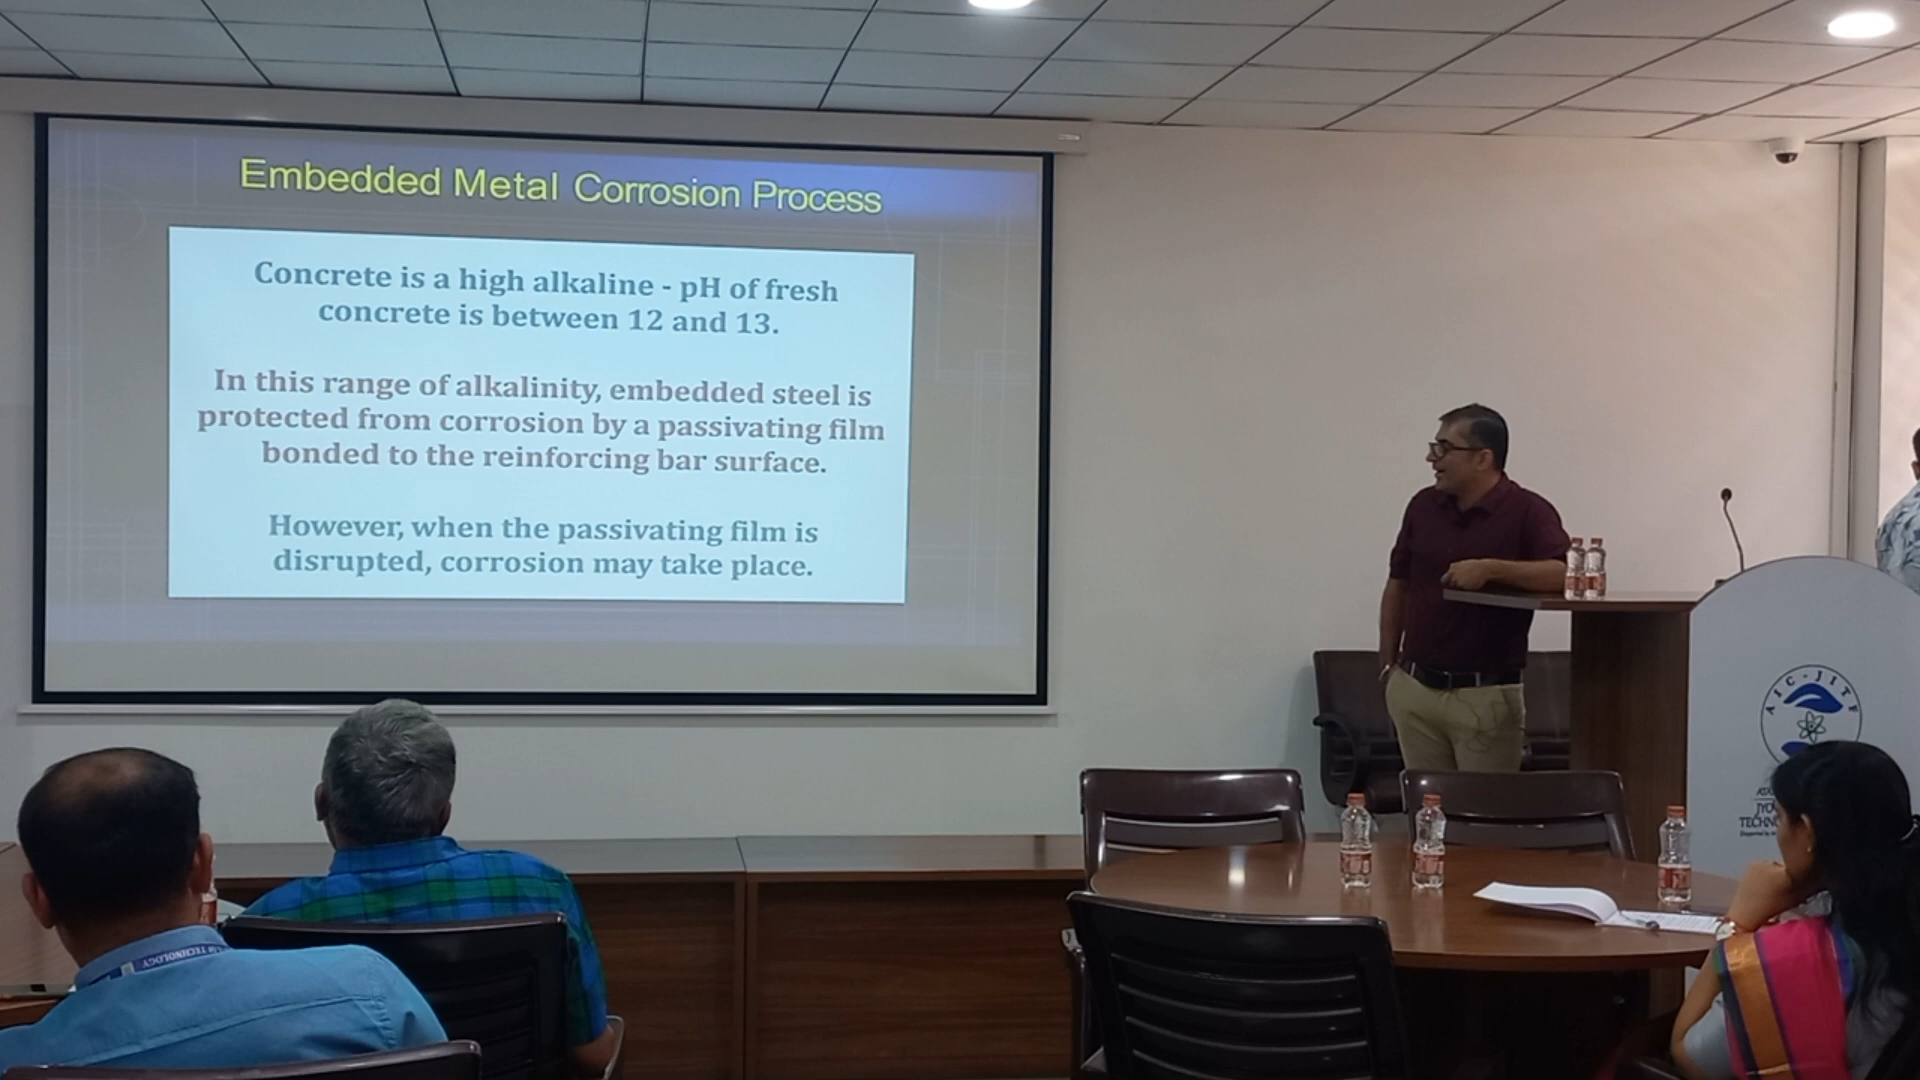 Embedded Metal Corrosion Process
Concrete is a high alkaline - pH of fresh
concrete is between 12 and 13.
In this range of alkalinity, embedded steel is
protected from corrosion by a passivating film
bonded to the reinforcing bar surface.
However, when the passivating film is
disrupted, corrosion may take place.
AIC-JITF
TECHNOLOGY